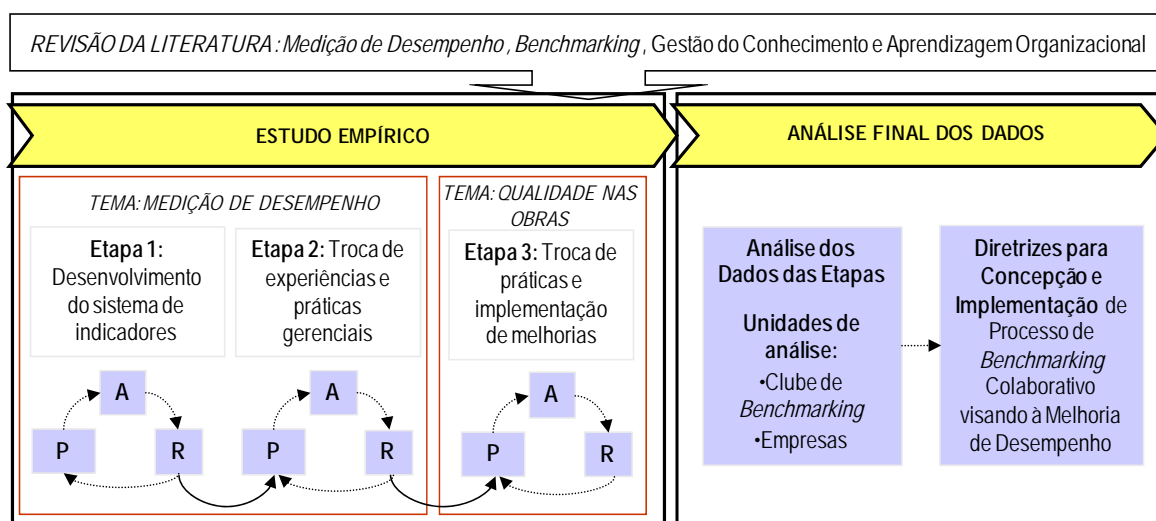 REVISÃO DA LITERATURA: Medição de Desempenho, Benchmarking, Gestão do Conhecimento e Aprendizagem Organizacional
ESTUDO EMPÍRICO
ANÁLISE FINAL DOS DADOS
TEMA: MEDIÇÃO DE DESEMPENHO
TEMA: QUALIDADE NAS
OBRAS
Etapa 1:
Desenvolvimento
do sistema de
indicadores
Etapa 2: Troca de
experiências e
práticas
gerenciais
Etapa 3: Troca de
práticas e
implementação
de melhorias
A
P
R
A
P
R
A
P
R
Análise dos
Dados das Etapas
Unidades de
análise:
•Clube de
Benchmarking
•Empresas
Diretrizes para
Concepção e
Implementação de
Processo de
Benchmarking
Colaborativo
visando à Melhoria
de Desempenho